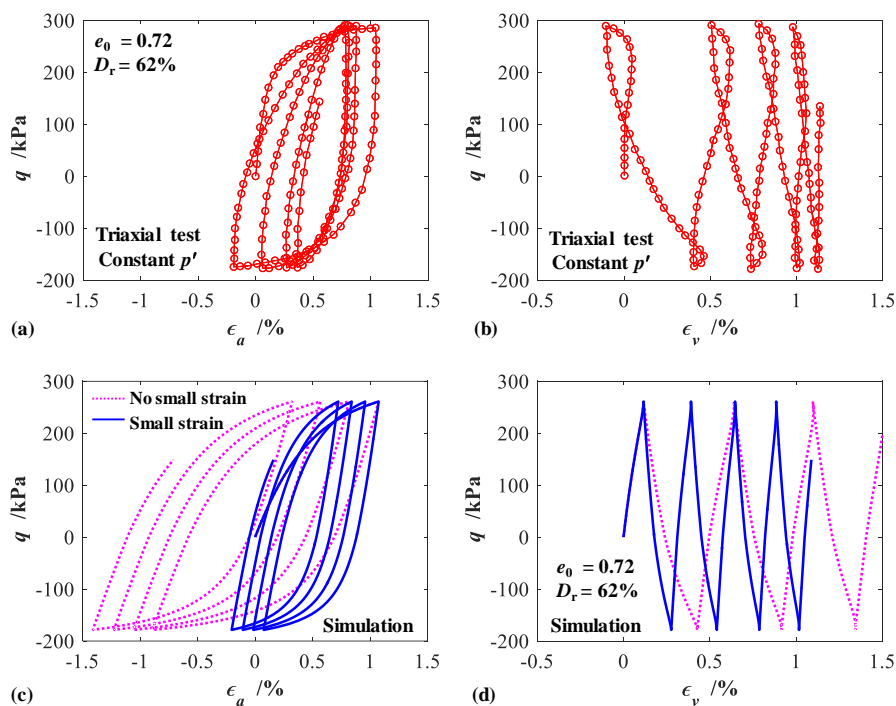 300
200
100
0
-100
-200
q /kPa
e0 = 0.72
Dr = 62%
Triaxial test
Constant p′
-1.5
-1
-0.5
0
0.5
1
1.5
(a)
ϵa /%
300
200
100
0
-100
-200
q /kPa
Triaxial test
Constant p′
-0.5
0
0.5
1
1.5
(b)
ϵv /%
300
200
100
0
-100
-200
q /kPa
No small strain
Small strain
Simulation
-1.5
-1
-0.5
0
0.5
1
1.5
(c)
ϵa /%
300
200
100
0
-100
-200
q /kPa
e0 = 0.72
Dr = 62%
Simulation
-0.5
0
0.5
1
1.5
(d)
ϵv /%